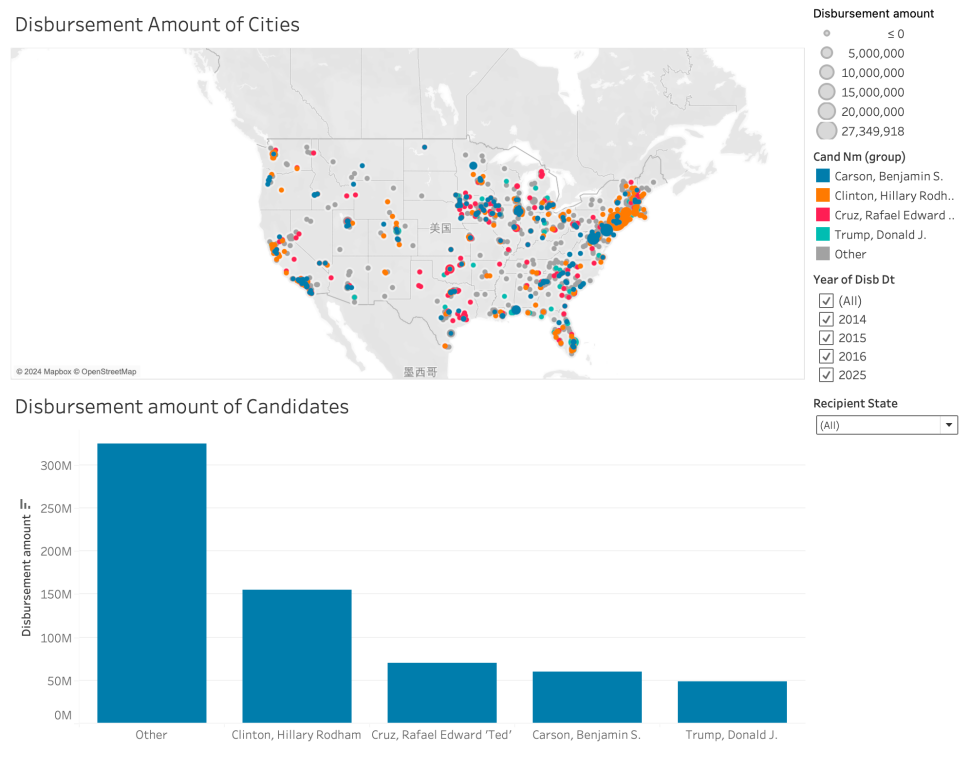 Disbursement Amount of Cities
美国
墨西哥
© 2024 Mapbox © OpenStreetMap
Disbursement amount
≤ 0
5,000,000
10,000,000
15,000,000
20,000,000
27,349,918
Cand Nm (group)
Carson, Benjamin S.
Clinton, Hillary Rodh..
Cruz, Rafael Edward ..
Trump, Donald J.
Other
Year of Disb Dt
(All)
2014
2015
2016
2025
Recipient State
(All)
Disbursement amount of Candidates
Disbursement amount
300M
250M
200M
150M
100M
50M
0M
Other
Clinton, Hillary Rodham
Cruz, Rafael Edward 'Ted'
Carson, Benjamin S.
Trump, Donald J.